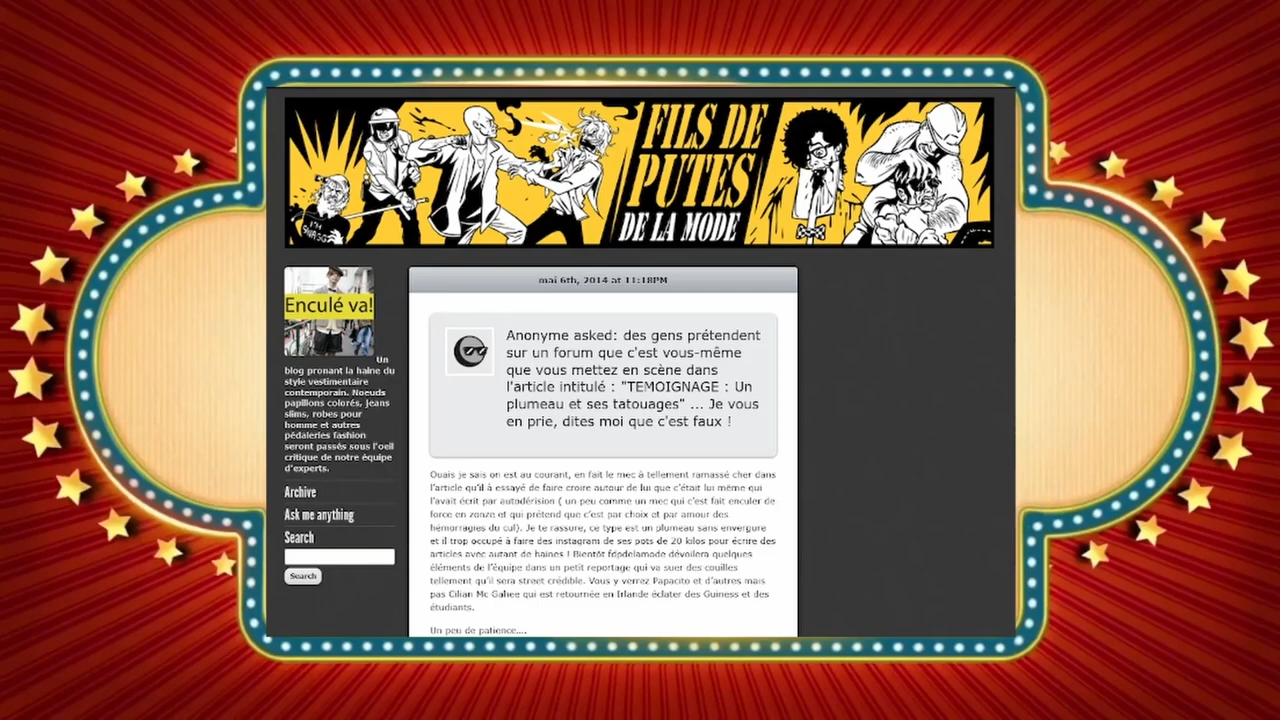 FILS DE
PUTES
DE LA MODE
I'M
SWAGG
Enculé va!
Un
blog pronant la haine du
style vestimentaire
contemporain. Noeuds
papillons colorés, jeans
slims, robes pour
homme et autres
pédaleries fashion
seront passés sous l'oeil
critique de notre équipe
d'experts.
Archive
Ask me anything
Search
Search
mai 6th, 2014 at 11:18PM
Anonyme asked: des gens prétendent
sur un forum que c'est vous-même
que vous mettez en scène dans
l'article intitulé : "TEMOIGNAGE : Un
plumeau et ses tatouages" ... Je vous
en prie, dites moi que c'est faux !
Ouais je sais on est au courant, en fait le mec à tellement ramassé cher dans
l'article qu'il à essayé de faire croire autour de lui que c'était lui même qui
l'avait écrit par autodérision ( un peu comme un mec qui c'est fait enculer de
force en zonze et qui prétend que c'est par choix et par amour des
hémorragies du cul). Je te rassure, ce type est un plumeau sans envergure
et il trop occupé à faire des instagram de ses pots de 20 kilos pour écrire des
articles avec autant de haines ! Bientôt fdpdelamode dévoilera quelques
éléments de l'équipe dans un petit reportage qui va suer des couilles
tellement qu'il sera street crédible. Vous y verrez Papacito et d'autres mais
pas Cilian Mc Gahee qui est retournée en Irlande éclater des Guiness et des
étudiants.
Un peu de patience....